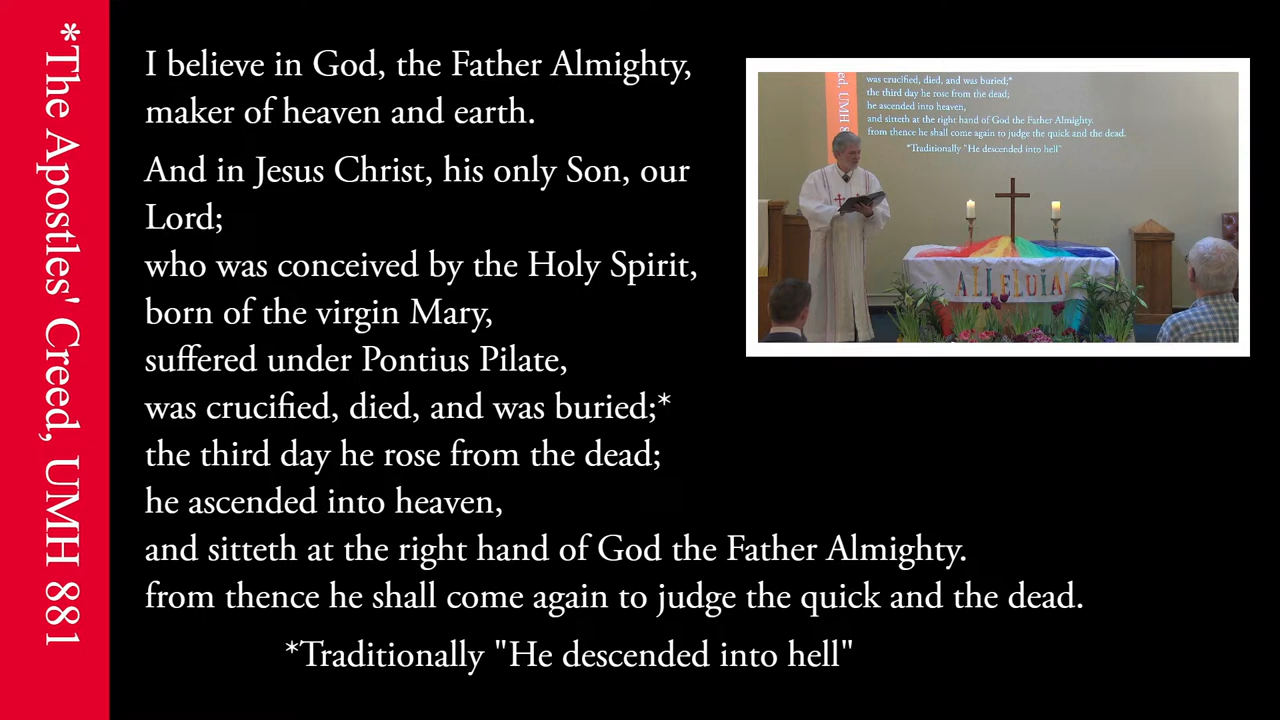 *The Apostles' Creed, UMH 881
I believe in God, the Father Almighty,
maker of heaven and earth.
And in Jesus Christ, his only Son, our
Lord;
who was conceived by the Holy Spirit,
born of the virgin Mary,
suffered under Pontius Pilate,
was crucified, died, and was buried;*
the third day he rose from the dead;
he ascended into heaven,
and sitteth at the right hand of God the Father Almighty.
from thence he shall come again to judge the quick and the dead.
*Traditionally "He descended into hell"
ed, UMH 8
was crucified, died, and was buried;*
the third day he rose from the dead;
he ascended into heaven,
and sitteth at the right hand of God the Father Almighty.
from thence he shall come again to judge the quick and the dead.
*Traditionally "He descended into hell"
ALLELUIA!